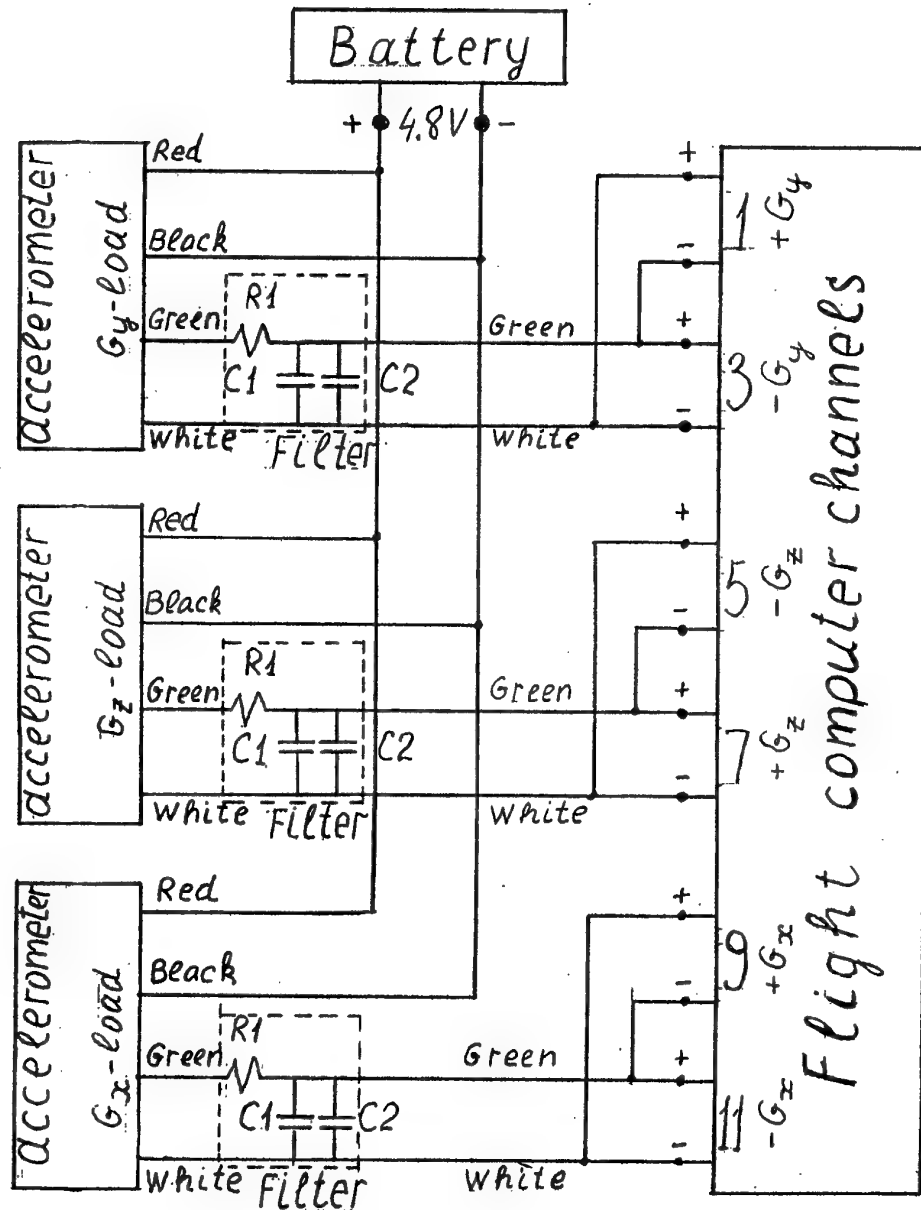 Battery
+ 4.8V -
accelerometer
Gy-load
Red
Black
Green
R1
C1
C2
White
Filter
Green
White
accelerometer
Gz-load
Red
Black
Green
R1
C1
C2
White
Filter
Green
White
accelerometer
Gx-load
Red
Black
Green
R1
C1
C2
White
Filter
Green
White
+
1 +Gy
-
+
3 -Gy
-
+
5 -Gz
-
+
7 +Gz
-
+
9 +Gx
-
+
11 -Gx
-
Flight computer channels